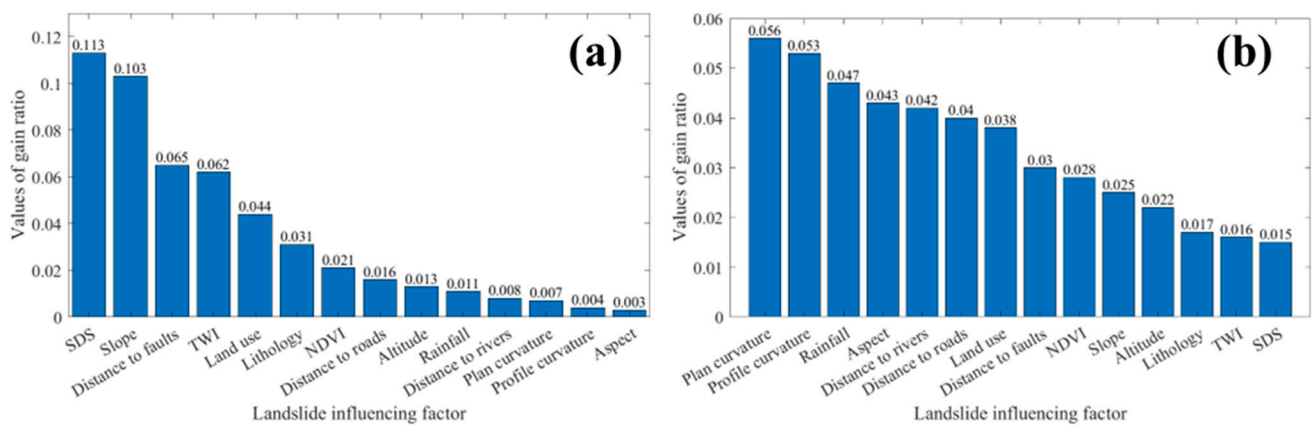 (a)
Values of gain ratio
0.12
0.1
0.08
0.06
0.04
0.02
0
0.113
0.103
0.065
0.062
0.044
0.031
0.021
0.016
0.013
0.011
0.008
0.007
0.004
0.003
SDS
Slope
Distance to faults
TWI
Land use
Lithology
NDVI
Distance to roads
Altitude
Rainfall
Distance to rivers
Plan curvature
Profile curvature
Aspect
Landslide influencing factor
(b)
Values of gain ratio
0.06
0.05
0.04
0.03
0.02
0.01
0
0.056
0.053
0.047
0.043
0.042
0.04
0.038
0.03
0.028
0.025
0.022
0.017
0.016
0.015
Plan curvature
Profile curvature
Rainfall
Aspect
Distance to rivers
Distance to roads
Land use
Distance to faults
NDVI
Slope
Altitude
Lithology
TWI
SDS
Landslide influencing factor